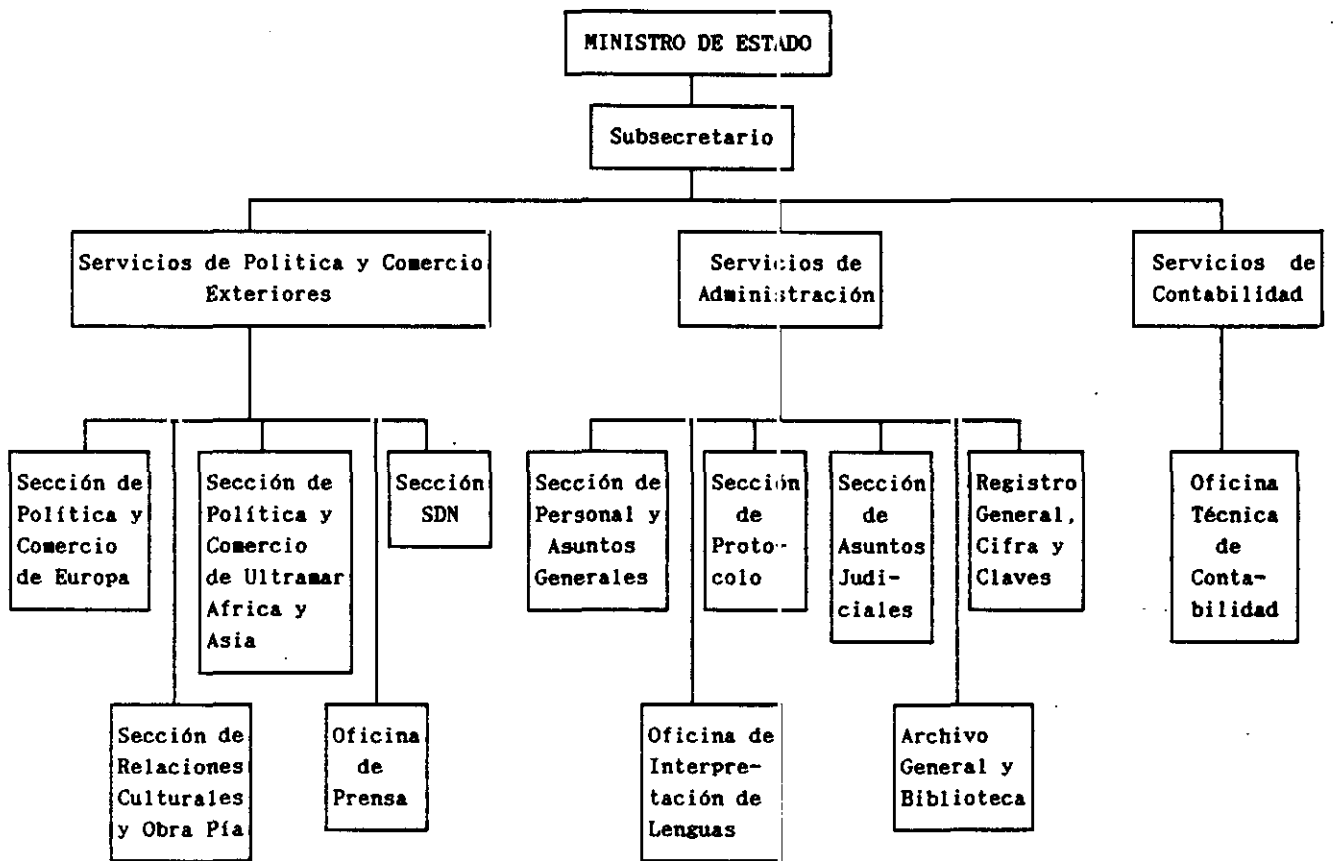 MINISTRO DE ESTADO
Subsecretario
Servicios de Politica y Comercio
Exteriores
Servicios de
Administración
Servicios de
Contabilidad
Sección de
Política y
Comercio
de Europa
Sección de
Política y
Comercio
de Ultramar
Africa y
Asia
Sección
SDN
Sección de
Personal y
Asuntos
Generales
Sección
de
Proto-
colo
Sección
de
Asuntos
Judi-
ciales
Registro
General,
Cifra y
Claves
Oficina
Técnica
de
Conta-
bilidad
Sección de
Relaciones
Culturales
y Obra Pía
Oficina
de
Prensa
Oficina de
Interpre-
tación de
Lenguas
Archivo
General y
Biblioteca